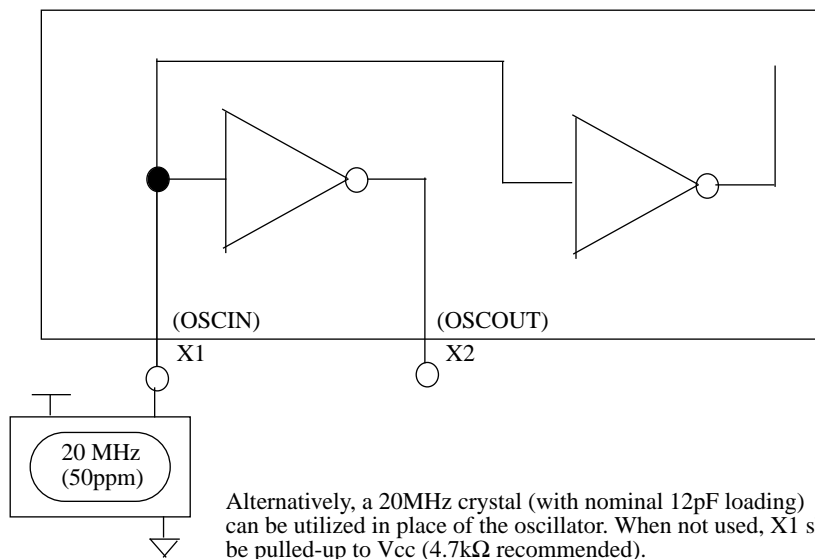 (OSCIN)
(OSCOUT)
X1
X2
20 MHz
(50ppm)
Alternatively, a 20MHz crystal (with nominal 12pF loading)
can be utilized in place of the oscillator. When not used, X1 s
be pulled-up to Vcc (4.7kΩ recommended).